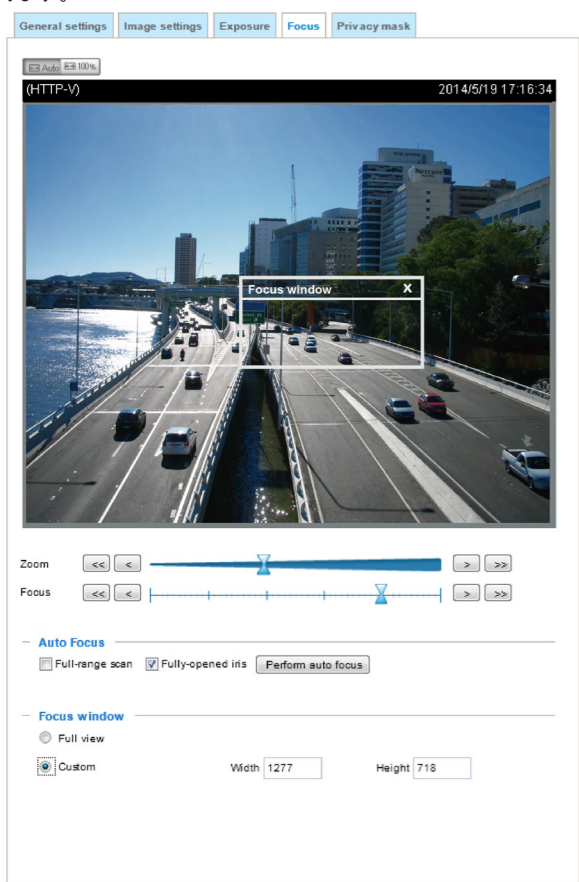 General settings Image settings Exposure Focus Privacy mask
Auto 100%
(HTTP-V) 2014/5/19 17:16:34
Mercure
Focus window X
Zoom << < > >>
Focus << < > >>
Auto Focus
Full-range scan Fully-opened iris Perform auto focus
Focus window
Full view
Custom Width 1277 Height 718